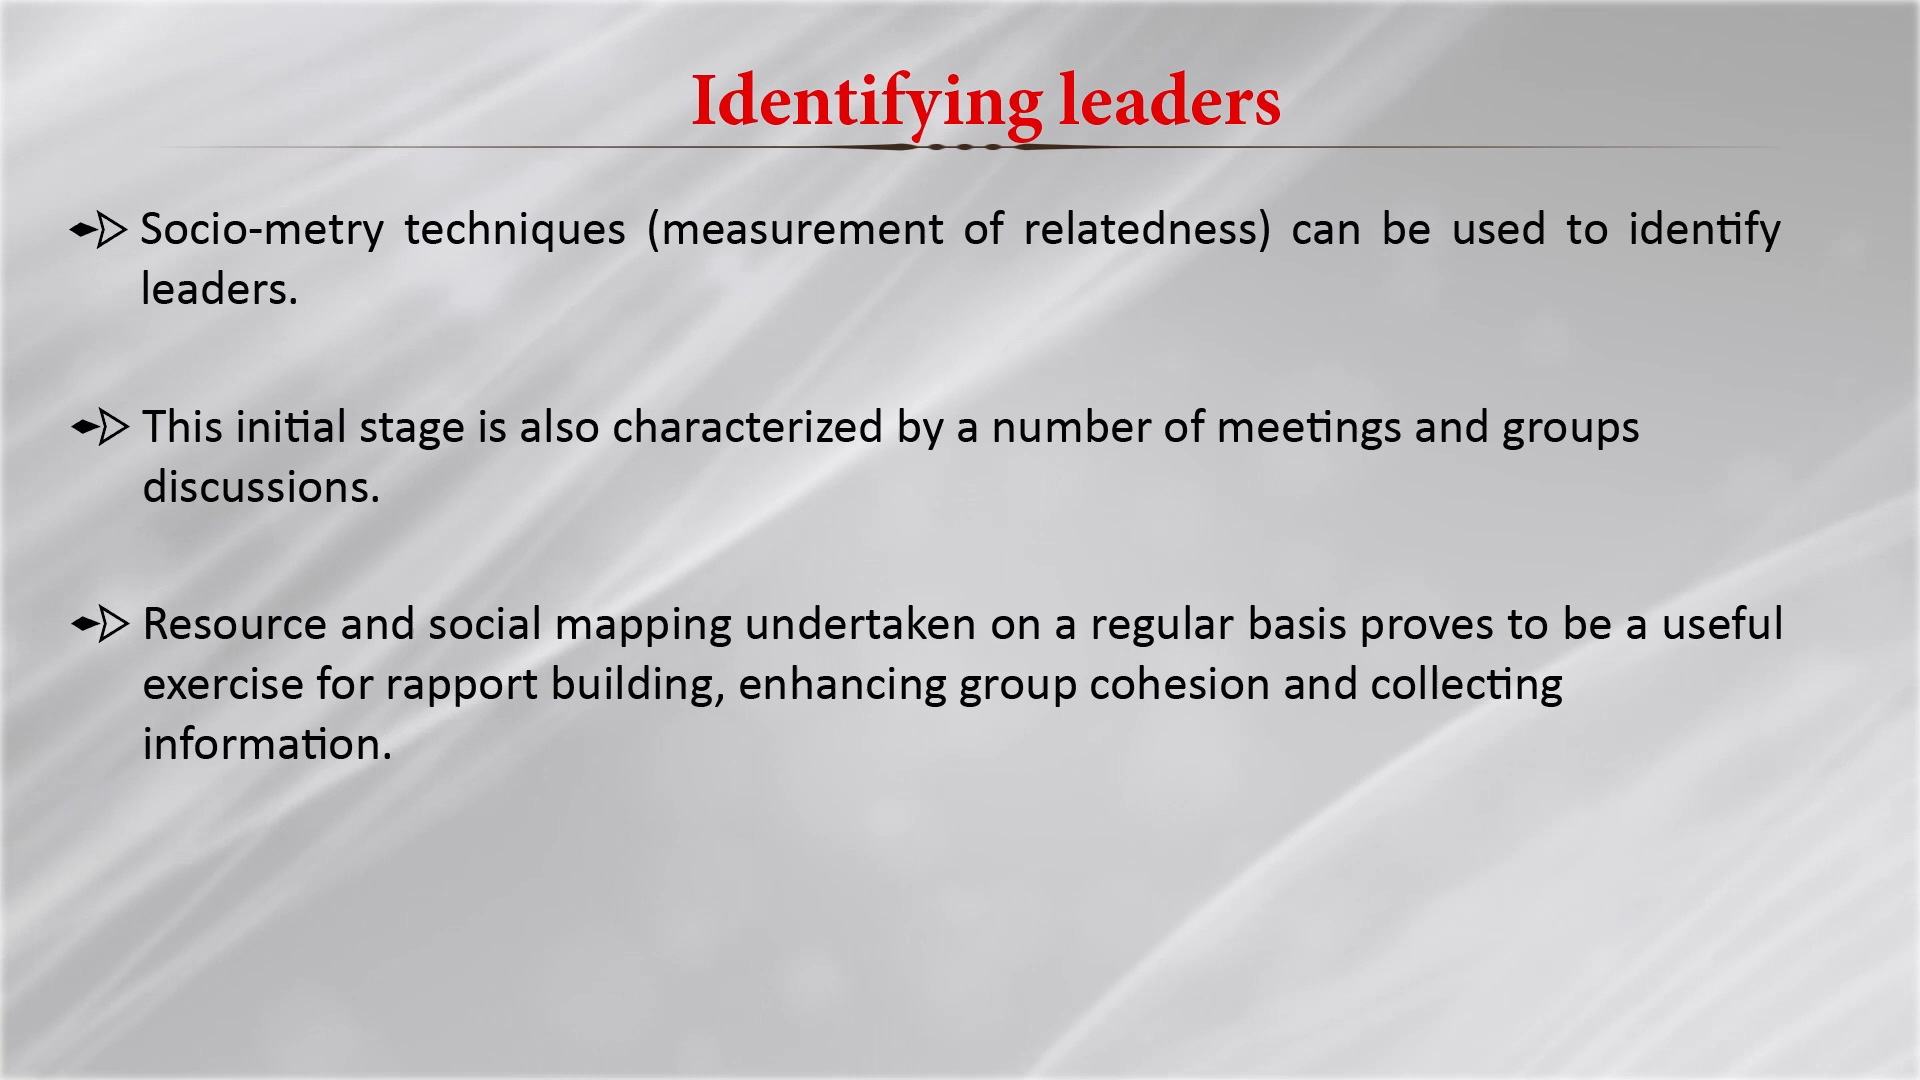 Identifying leaders
Socio-metry techniques (measurement of relatedness) can be used to identify
leaders.
This initial stage is also characterized by a number of meetings and groups
discussions.
Resource and social mapping undertaken on a regular basis proves to be a useful
exercise for rapport building, enhancing group cohesion and collecting
information.